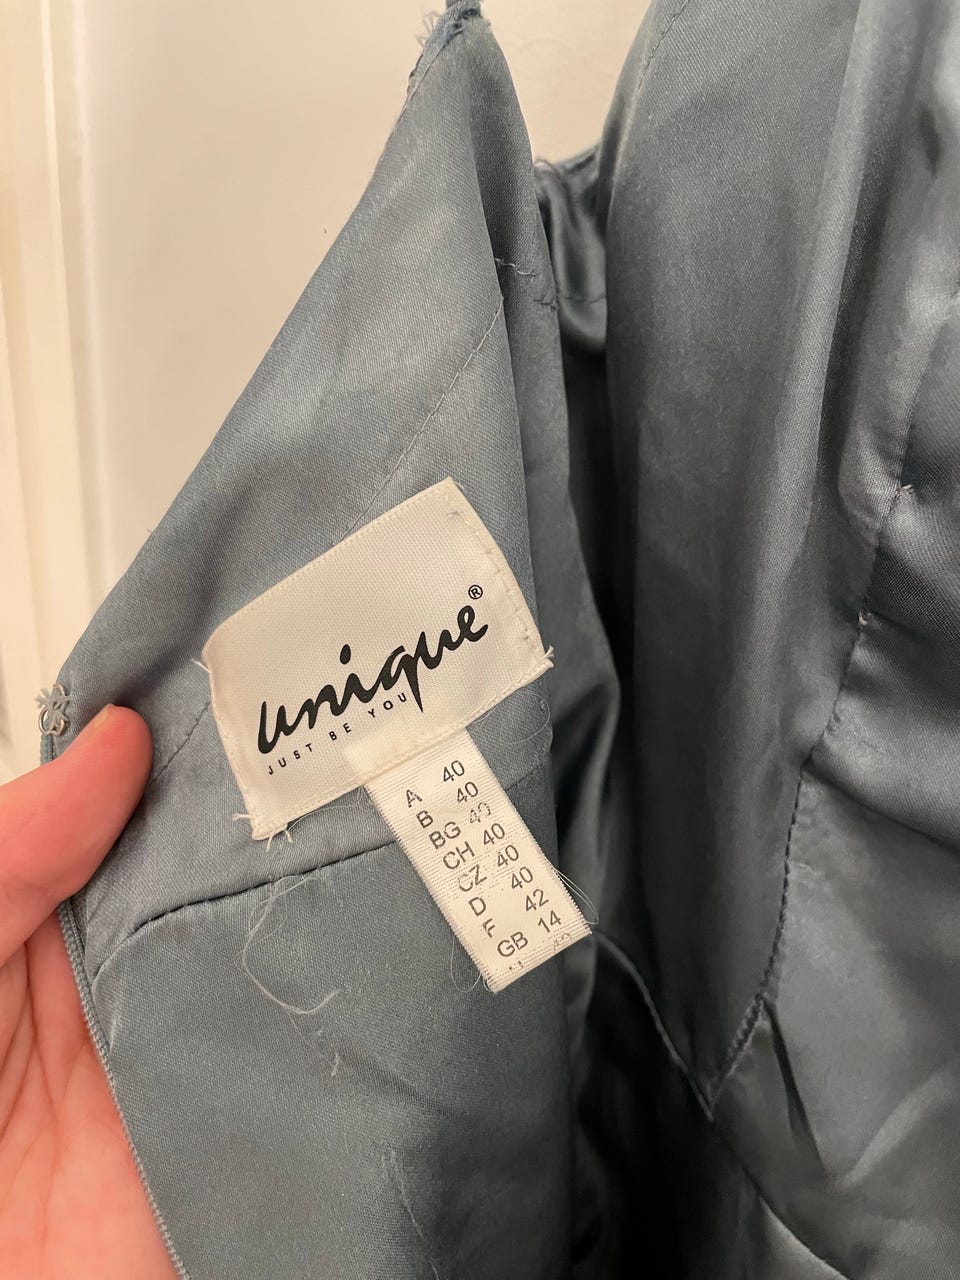 unique®
JUST BE YOU
A 40
B 40
BG 40
CH 40
CZ 40
D 40
F 42
GB 14